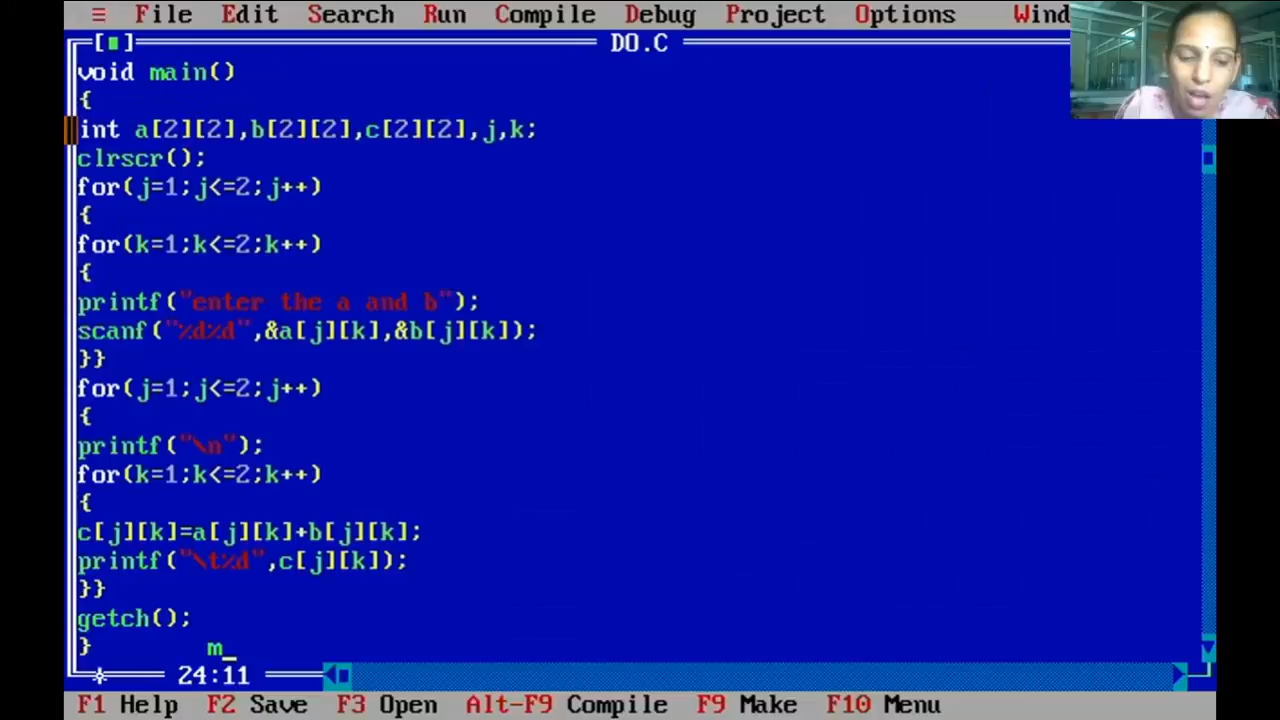 ≡ File Edit Search Run Compile Debug Project Options Wind
[■] DO.C
void main()
{
int a[2][2],b[2][2],c[2][2],j,k;
clrscr();
for(j=1;j<=2;j++)
{
for(k=1;k<=2;k++)
{
printf("enter the a and b");
scanf("%d%d",&a[j][k],&b[j][k]);
}}
for(j=1;j<=2;j++)
{
printf("\n");
for(k=1;k<=2;k++)
{
c[j][k]=a[j][k]+b[j][k];
printf("\t%d",c[j][k]);
}}
getch();
} m_
24:11
F1 Help F2 Save F3 Open Alt-F9 Compile F9 Make F10 Menu